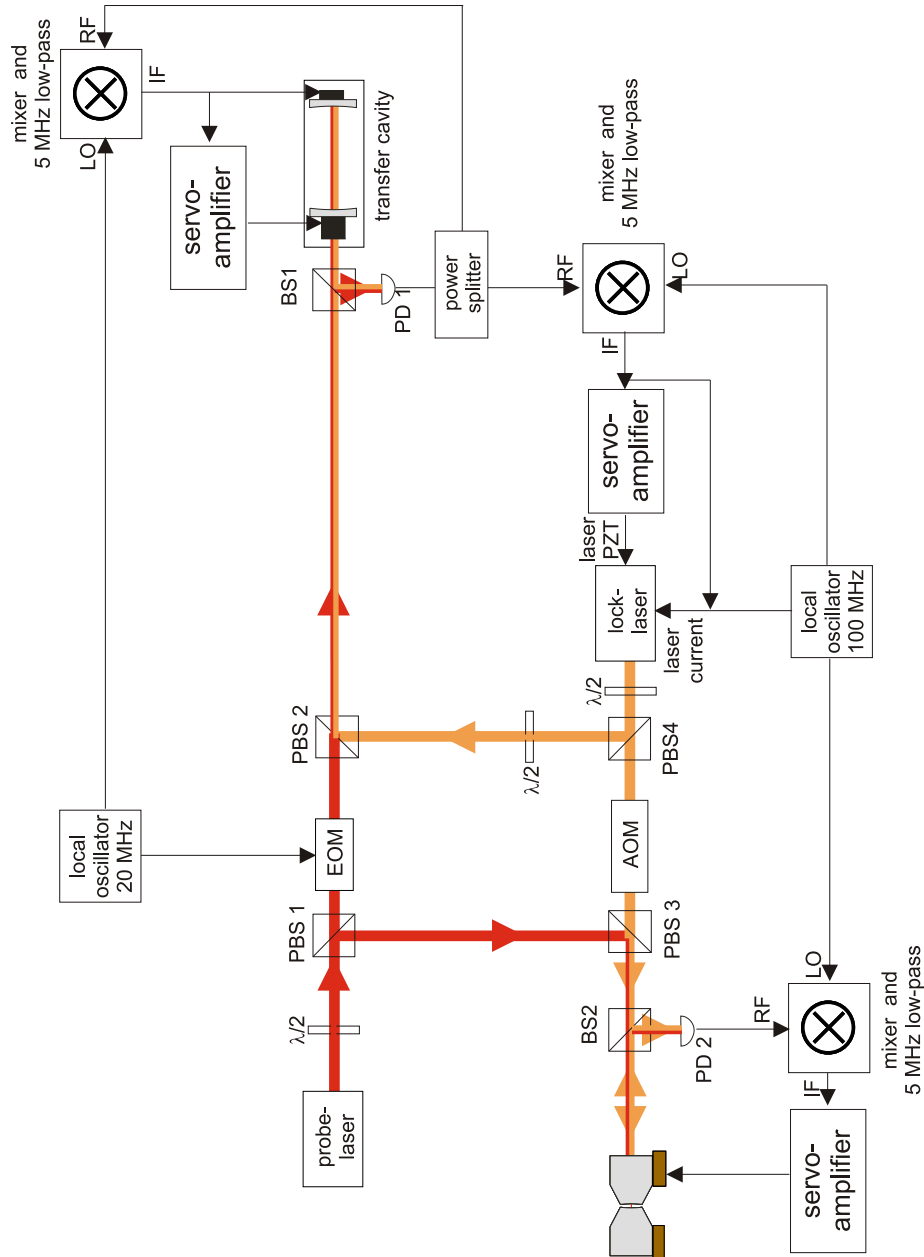 mixer and
5 MHz low-pass
LO
RF
IF
servo-
amplifier
transfer cavity
BS1
PD 1
power
splitter
mixer and
5 MHz low-pass
RF
LO
IF
servo-
amplifier
laser
PZT
lock-
laser
laser
current
local
oscillator
100 MHz
λ/2
PBS 2
λ/2
PBS4
local
oscillator
20 MHz
EOM
AOM
PBS 1
PBS 3
λ/2
BS2
PD 2
RF
LO
mixer and
5 MHz low-pass
IF
probe-
laser
servo-
amplifier